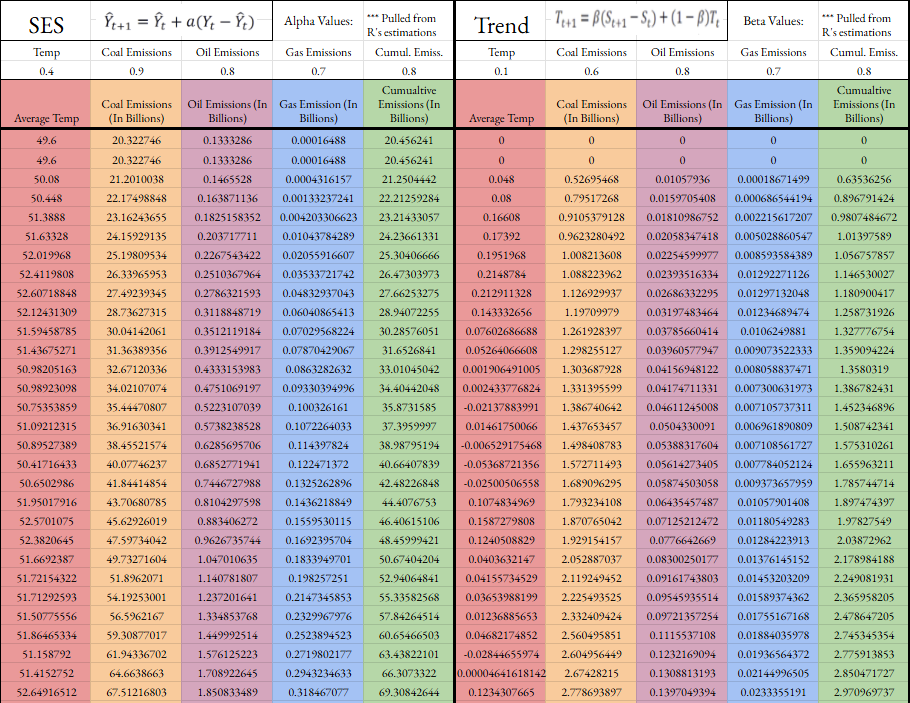 SES Ŷt+1 = Ŷt + α(Yt − Ŷt) Alpha Values: *** Pulled from R's estimations Trend Tt+1 = β(St+1 − St) + (1 − β)Tt Beta Values: *** Pulled from R's estimations
Temp Coal Emissions Oil Emissions Gas Emissions Cumul. Emiss. Temp Coal Emissions Oil Emissions Gas Emissions Cumul. Emiss.
0.4 0.9 0.8 0.7 0.8 0.1 0.6 0.8 0.7 0.8
Average Temp Coal Emissions (In Billions) Oil Emissions (In Billions) Gas Emission (In Billions) Cumualtive Emissions (In Billions) Average Temp Coal Emissions (In Billions) Oil Emissions (In Billions) Gas Emission (In Billions) Cumualtive Emissions (In Billions)
49.6 20.322746 0.1333286 0.00016488 20.456241 0 0 0 0 0
49.6 20.322746 0.1333286 0.00016488 20.456241 0 0 0 0 0
50.08 21.2010038 0.1465528 0.0004316157 21.2504442 0.048 0.52695468 0.01057936 0.00018671499 0.63536256
50.448 22.17498848 0.163871136 0.00133237241 22.21259284 0.08 0.79517268 0.0159705408 0.000686544194 0.896791424
51.3888 23.16243655 0.1825158352 0.004203306623 23.21433057 0.16608 0.9105379128 0.01810986752 0.002215617207 0.9807484672
51.63328 24.15929135 0.203717711 0.01043784289 24.23661331 0.17392 0.9623280492 0.02058347418 0.005028860547 1.01397589
52.019968 25.19809534 0.2267543422 0.02055916607 25.30406666 0.1951968 1.008213608 0.02254599977 0.008593584389 1.056757857
52.4119808 26.33965953 0.2510367964 0.03533721742 26.47303973 0.2148784 1.088223962 0.02393516334 0.01292271126 1.146530027
52.60718848 27.49239345 0.2786321593 0.04832937043 27.66253275 0.212911328 1.126929937 0.02686332295 0.01297132048 1.180900417
52.12431309 28.73627315 0.3118848719 0.06040865413 28.94072255 0.143332656 1.19709979 0.03197483464 0.01234689474 1.258731926
51.59458785 30.04142061 0.3512119184 0.07029568224 30.28576051 0.07602686688 1.261928397 0.03785660414 0.0106249881 1.327776754
51.43675271 31.36389356 0.3912549917 0.07870429067 31.6526841 0.05264066608 1.298255127 0.03960577947 0.009073522333 1.359094224
50.98205163 32.67120336 0.4333153983 0.0863282632 33.01045042 0.001906491005 1.303687928 0.04156948122 0.008058837471 1.3580319
50.98923098 34.02107074 0.4751069197 0.09330394996 34.40442048 0.002433776824 1.331395599 0.04174711331 0.007300631973 1.386782431
50.75353859 35.44470807 0.5223107039 0.100326161 35.8731585 -0.02137883991 1.386740642 0.04611245008 0.007105737311 1.452346896
51.09212315 36.91630341 0.5738238528 0.1072264033 37.3959997 0.01461750066 1.437653457 0.0504330091 0.006961890809 1.508742341
50.89527389 38.45521574 0.6285695706 0.114397824 38.98795194 -0.006529175468 1.498408783 0.05388317604 0.007108561727 1.575310261
50.41716433 40.07746237 0.6852771941 0.122471372 40.66407839 -0.05368721356 1.572711493 0.05614273405 0.007784052124 1.655963211
50.6502986 41.84414854 0.7446727988 0.1325262896 42.48226848 -0.02500506558 1.689096295 0.05874503058 0.009373657959 1.785744714
51.95017916 43.70680785 0.8104297598 0.1436218849 44.4076753 0.1074834969 1.793234108 0.06435457487 0.01057901408 1.897474397
52.5701075 45.62926019 0.883406272 0.1559530115 46.40615106 0.1587279808 1.870765042 0.07125212472 0.01180549283 1.97827549
52.3820645 47.59734042 0.9626735744 0.1692395704 48.45999421 0.1240508829 1.929154157 0.0776642669 0.01284223913 2.03872962
51.6692387 49.73271604 1.047010635 0.1833949701 50.67404204 0.0403632147 2.052887037 0.08300250177 0.01376145152 2.178984188
51.72154322 51.8962071 1.140781807 0.198257251 52.94064841 0.04155734529 2.119249452 0.09161743803 0.01453203209 2.249081931
51.71292593 54.19253001 1.237201641 0.2147345853 55.33582568 0.03653988199 2.225493525 0.09545935514 0.01589374362 2.365958205
51.50775556 56.5962167 1.334853768 0.2329967976 57.84264514 0.01236885653 2.332409424 0.09721357254 0.01755167168 2.478647205
51.86465334 59.30877017 1.449992514 0.2523894523 60.65466503 0.04682174852 2.560495851 0.1115537108 0.01884035978 2.745345354
51.158792 61.94336702 1.576125223 0.2719802177 63.43822101 -0.02844655974 2.604956449 0.1232169094 0.01936564372 2.775913853
51.4152752 64.6638663 1.708922645 0.2943234633 66.3073322 0.00004641618142 2.67428215 0.1308813193 0.02144996505 2.850471727
52.64916512 67.51216803 1.850833489 0.318467077 69.30842644 0.1234307665 2.778693897 0.1397049394 0.0233355191 2.970969737